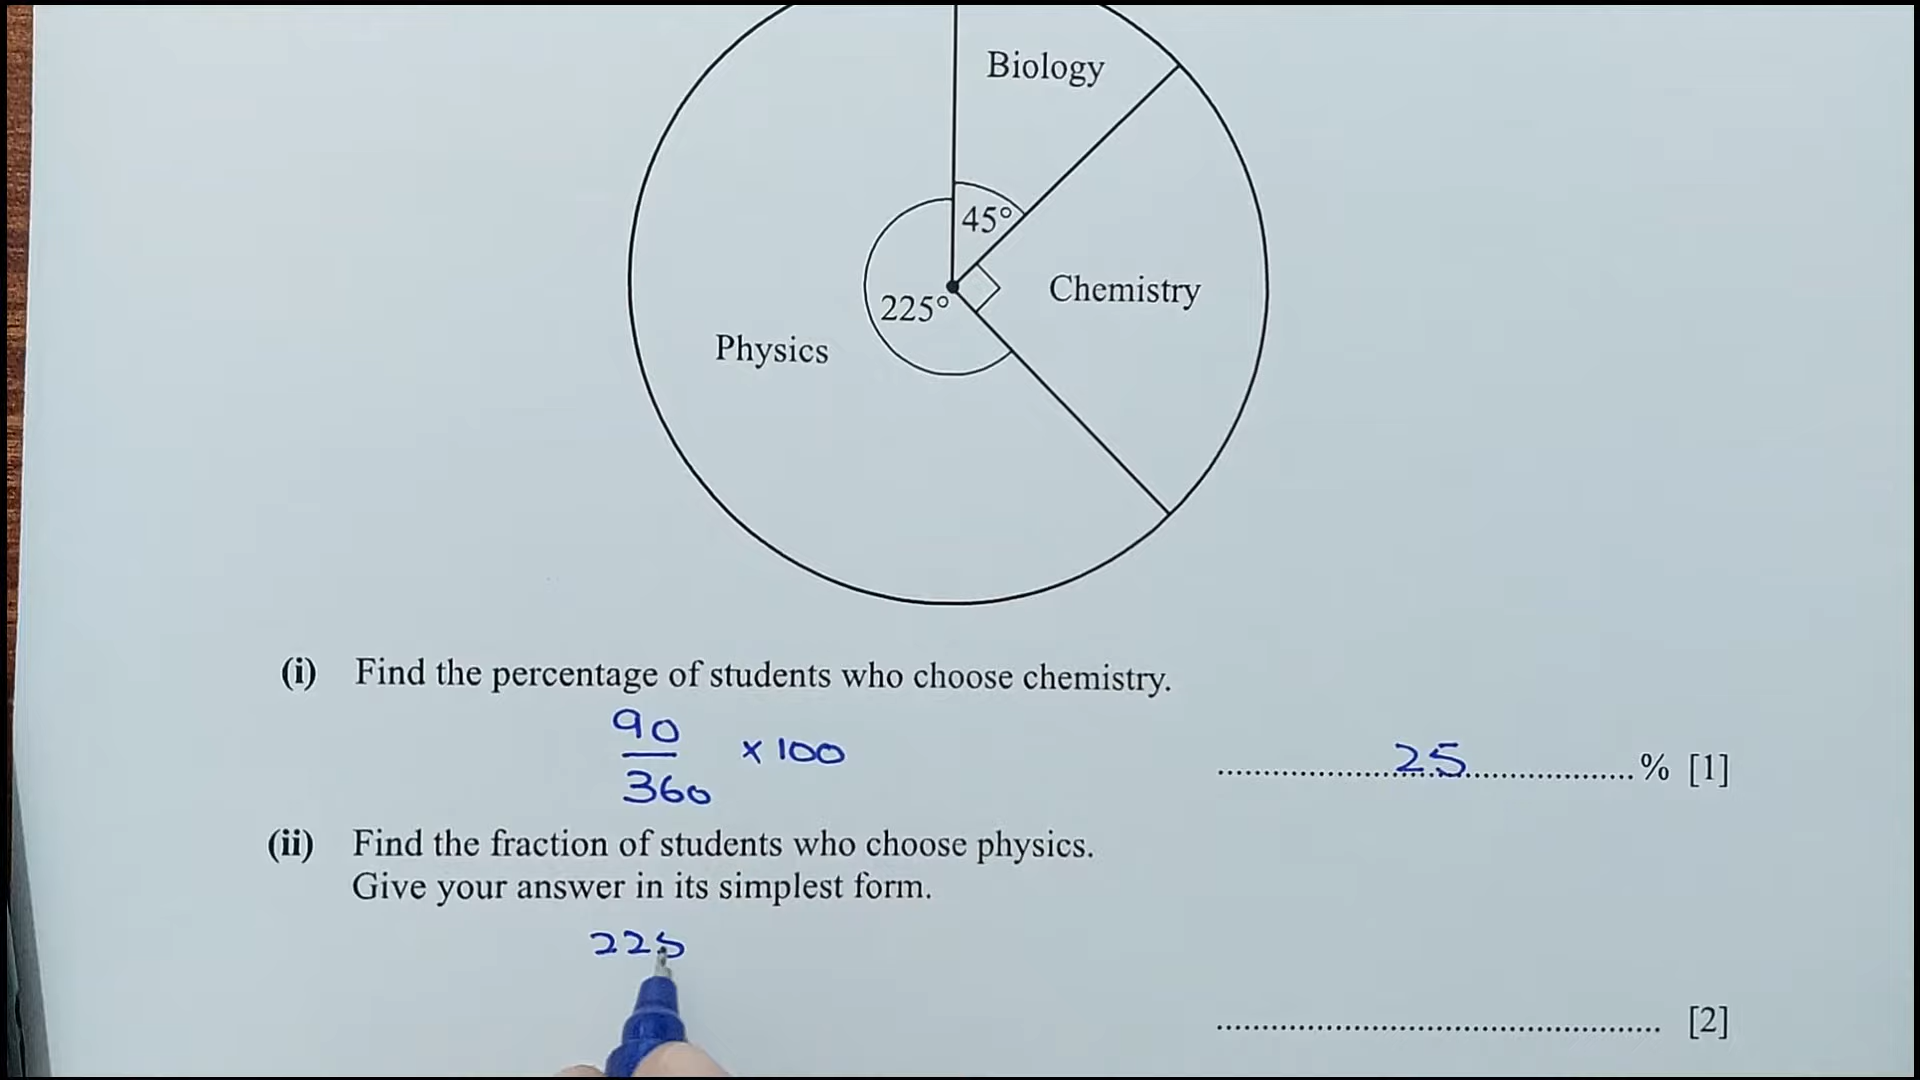 Biology
45°
Chemistry
225°
Physics
(i) Find the percentage of students who choose chemistry.
90
360
× 100
25
........................................ % [1]
(ii) Find the fraction of students who choose physics.
Give your answer in its simplest form.
225
................................................ [2]